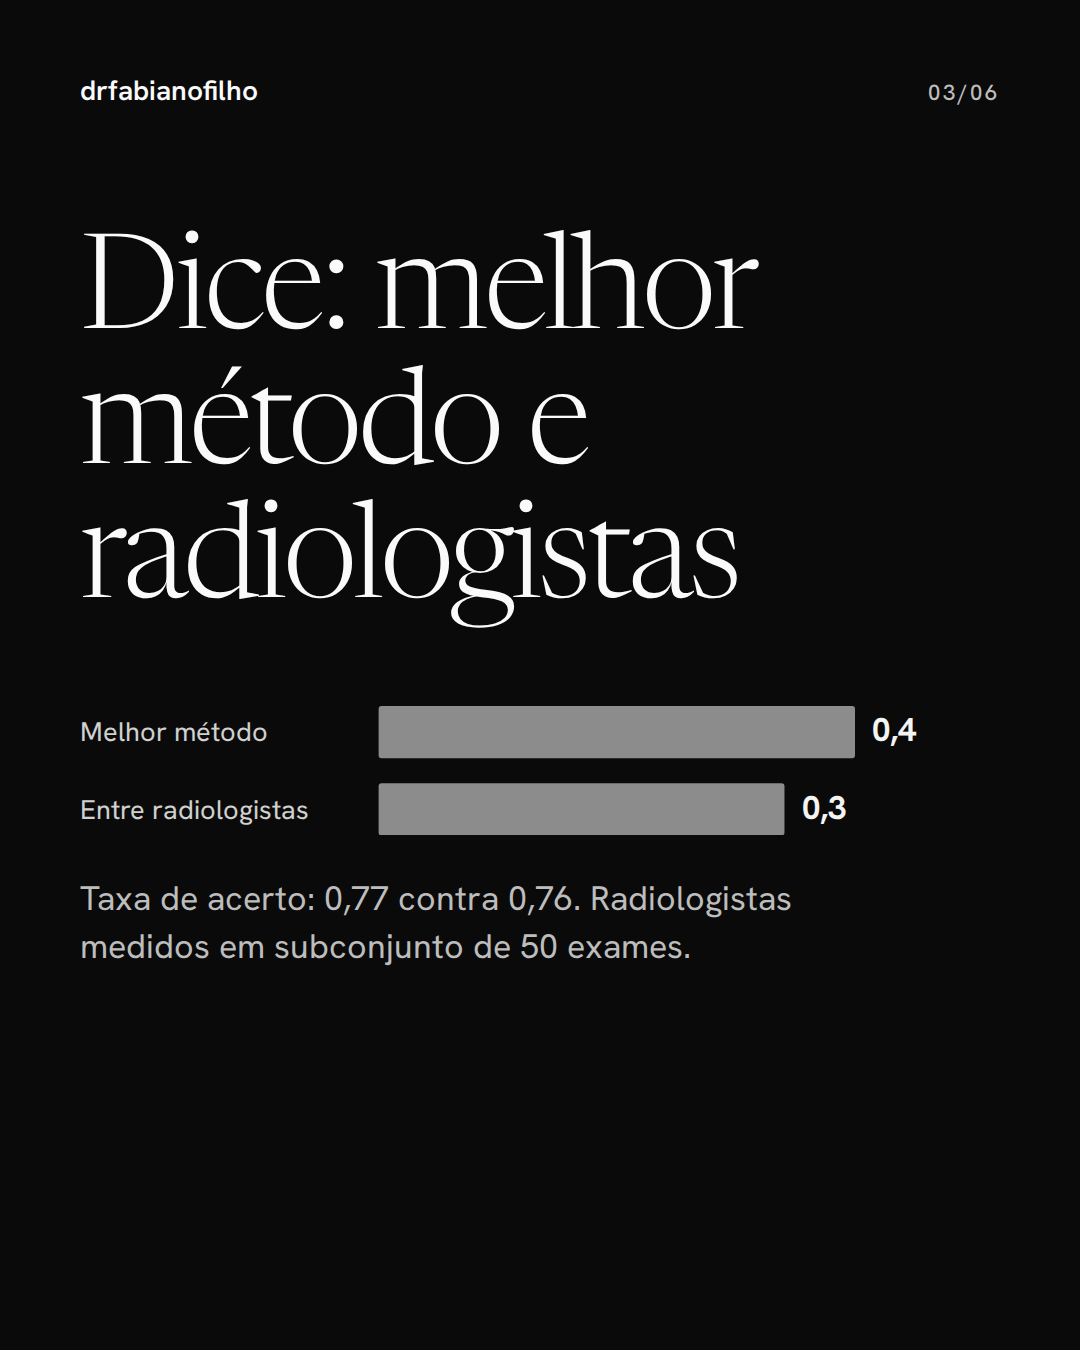 drfabianofilho
03/06
Dice: melhor
método e
radiologistas
Melhor método
0,4
Entre radiologistas
0,3
Taxa de acerto: 0,77 contra 0,76. Radiologistas
medidos em subconjunto de 50 exames.